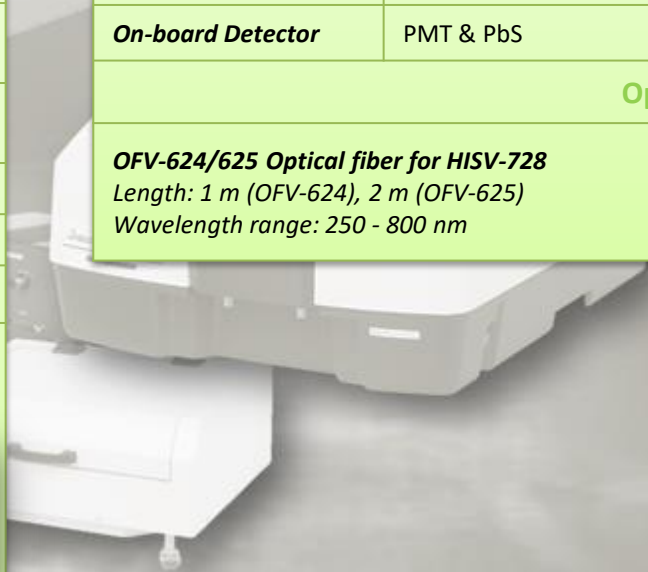 On-board Detector PMT & PbS
OFV-624/625 Optical fiber for HISV-728
Length: 1 m (OFV-624), 2 m (OFV-625)
Wavelength range: 250 - 800 nm